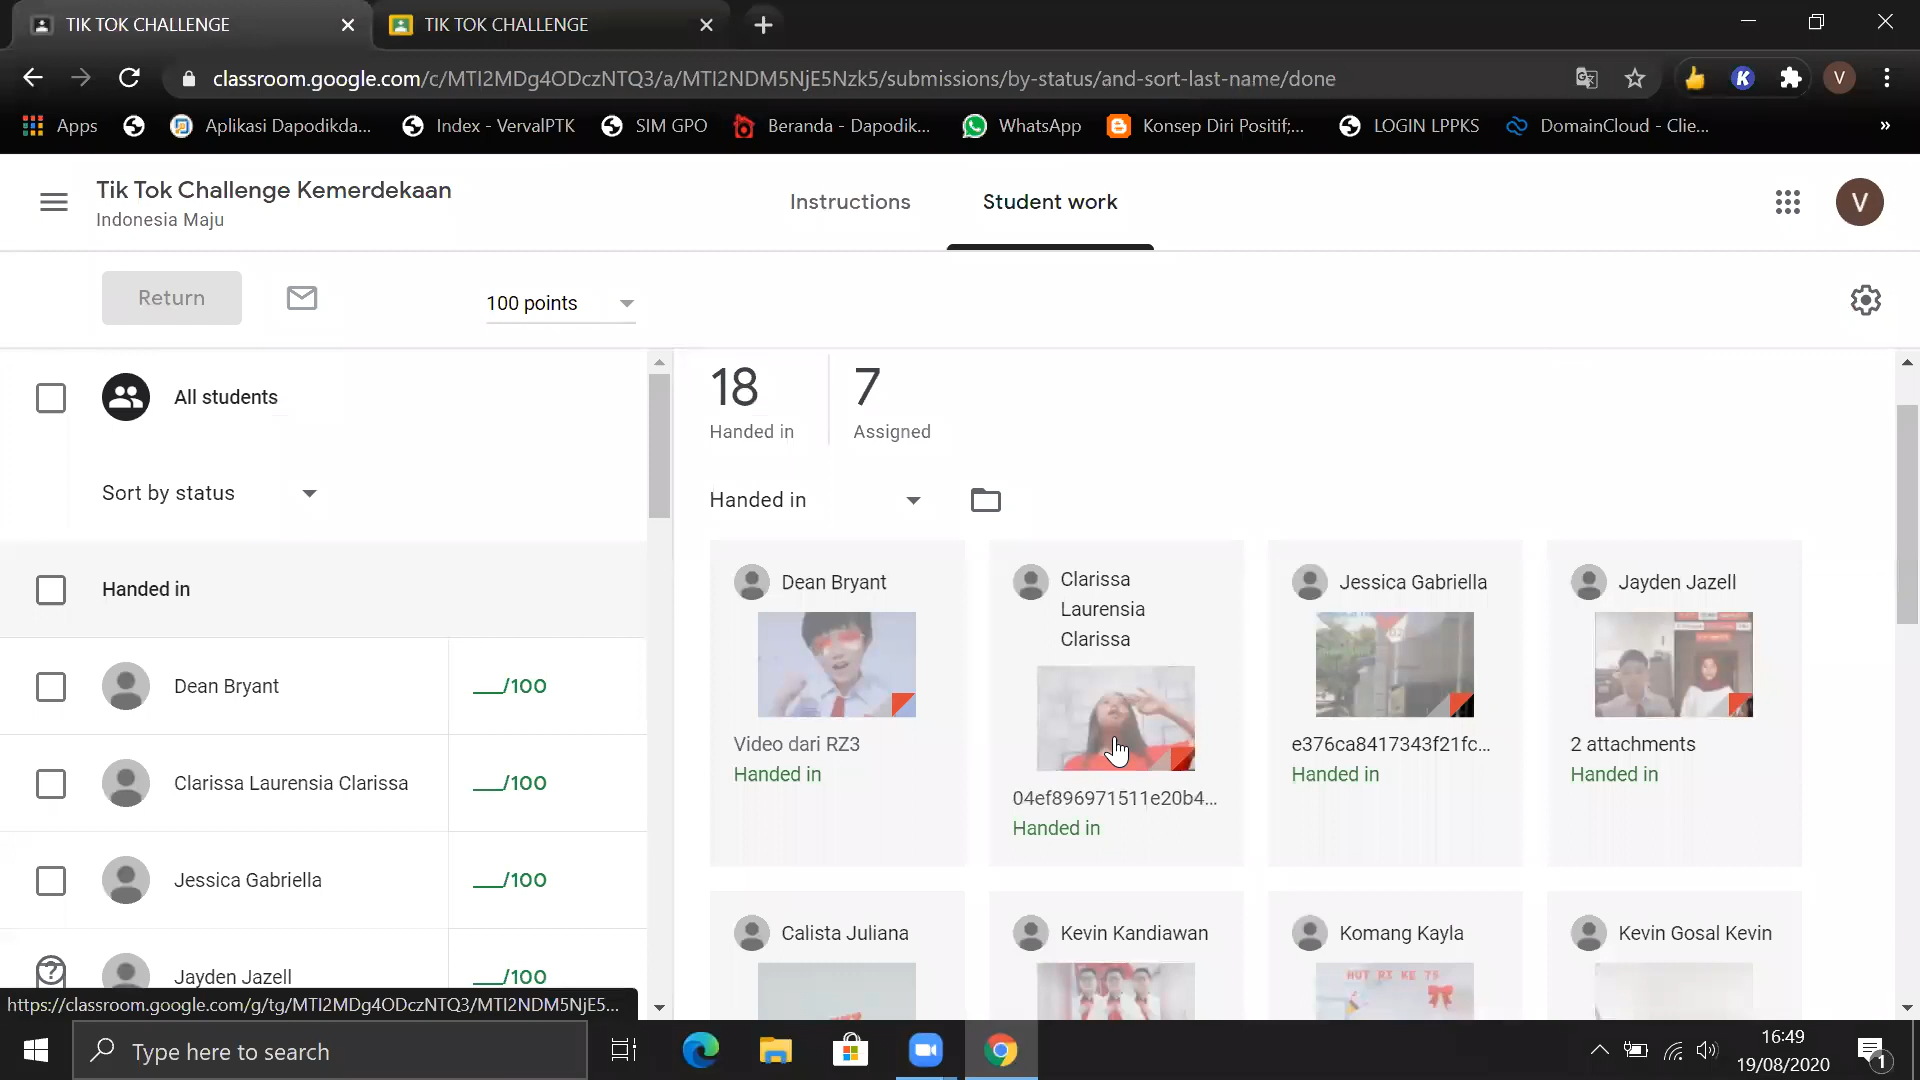 TIK TOK CHALLENGE
TIK TOK CHALLENGE
classroom.google.com/c/MTI2MDg4ODczNTQ3/a/MTI2NDM5NjE5Nzk5/submissions/by-status/and-sort-last-name/done
V
Apps
Aplikasi Dapodikda...
Index - VervalPTK
SIM GPO
Beranda - Dapodik...
WhatsApp
Konsep Diri Positif;...
LOGIN LPPKS
DomainCloud - Clie...
»
Tik Tok Challenge Kemerdekaan
Indonesia Maju
Instructions
Student work
V
Return
100 points
All students
Sort by status
Handed in
Dean Bryant
__/100
Clarissa Laurensia Clarissa
__/100
Jessica Gabriella
__/100
Jayden Jazell
__/100
18
Handed in
7
Assigned
Handed in
Dean Bryant
Video dari RZ3
Handed in
Clarissa
Laurensia
Clarissa
04ef896971511e20b4...
Handed in
Jessica Gabriella
e376ca8417343f21fc...
Handed in
Jayden Jazell
2 attachments
Handed in
Calista Juliana
Kevin Kandiawan
Komang Kayla
HUT RI KE 75
Kevin Gosal Kevin
https://classroom.google.com/g/tg/MTI2MDg4ODczNTQ3/MTI2NDM5NjE5...
Type here to search
16:49
19/08/2020
1